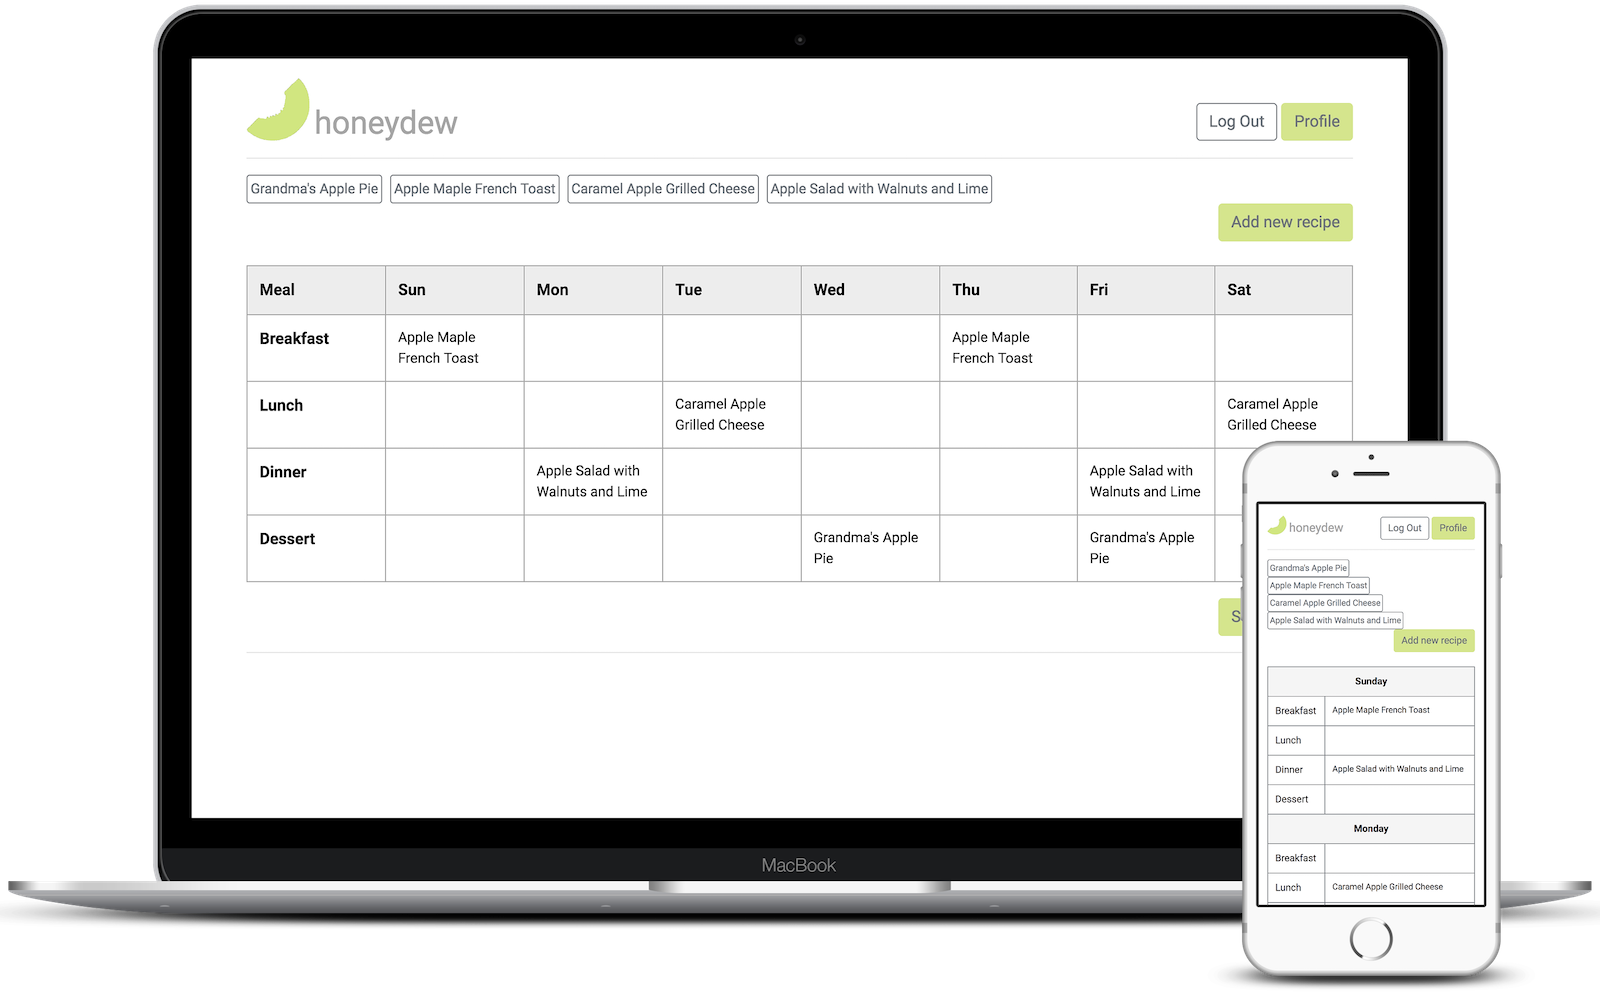 honeydew
Log Out
Profile
Grandma's Apple Pie
Apple Maple French Toast
Caramel Apple Grilled Cheese
Apple Salad with Walnuts and Lime
Add new recipe
Meal Sun Mon Tue Wed Thu Fri Sat
Breakfast
Apple Maple
French Toast
Apple Maple
French Toast
Lunch
Caramel Apple
Grilled Cheese
Caramel Apple
Grilled Cheese
Dinner
Apple Salad with
Walnuts and Lime
Apple Salad with
Walnuts and Lime
Dessert
Grandma's Apple
Pie
Grandma's Apple
Pie
MacBook
honeydew
Log Out
Profile
Grandma's Apple Pie
Apple Maple French Toast
Caramel Apple Grilled Cheese
Apple Salad with Walnuts and Lime
Add new recipe
Sunday
Breakfast Apple Maple French Toast
Lunch
Dinner Apple Salad with Walnuts and Lime
Dessert
Monday
Breakfast
Lunch Caramel Apple Grilled Cheese